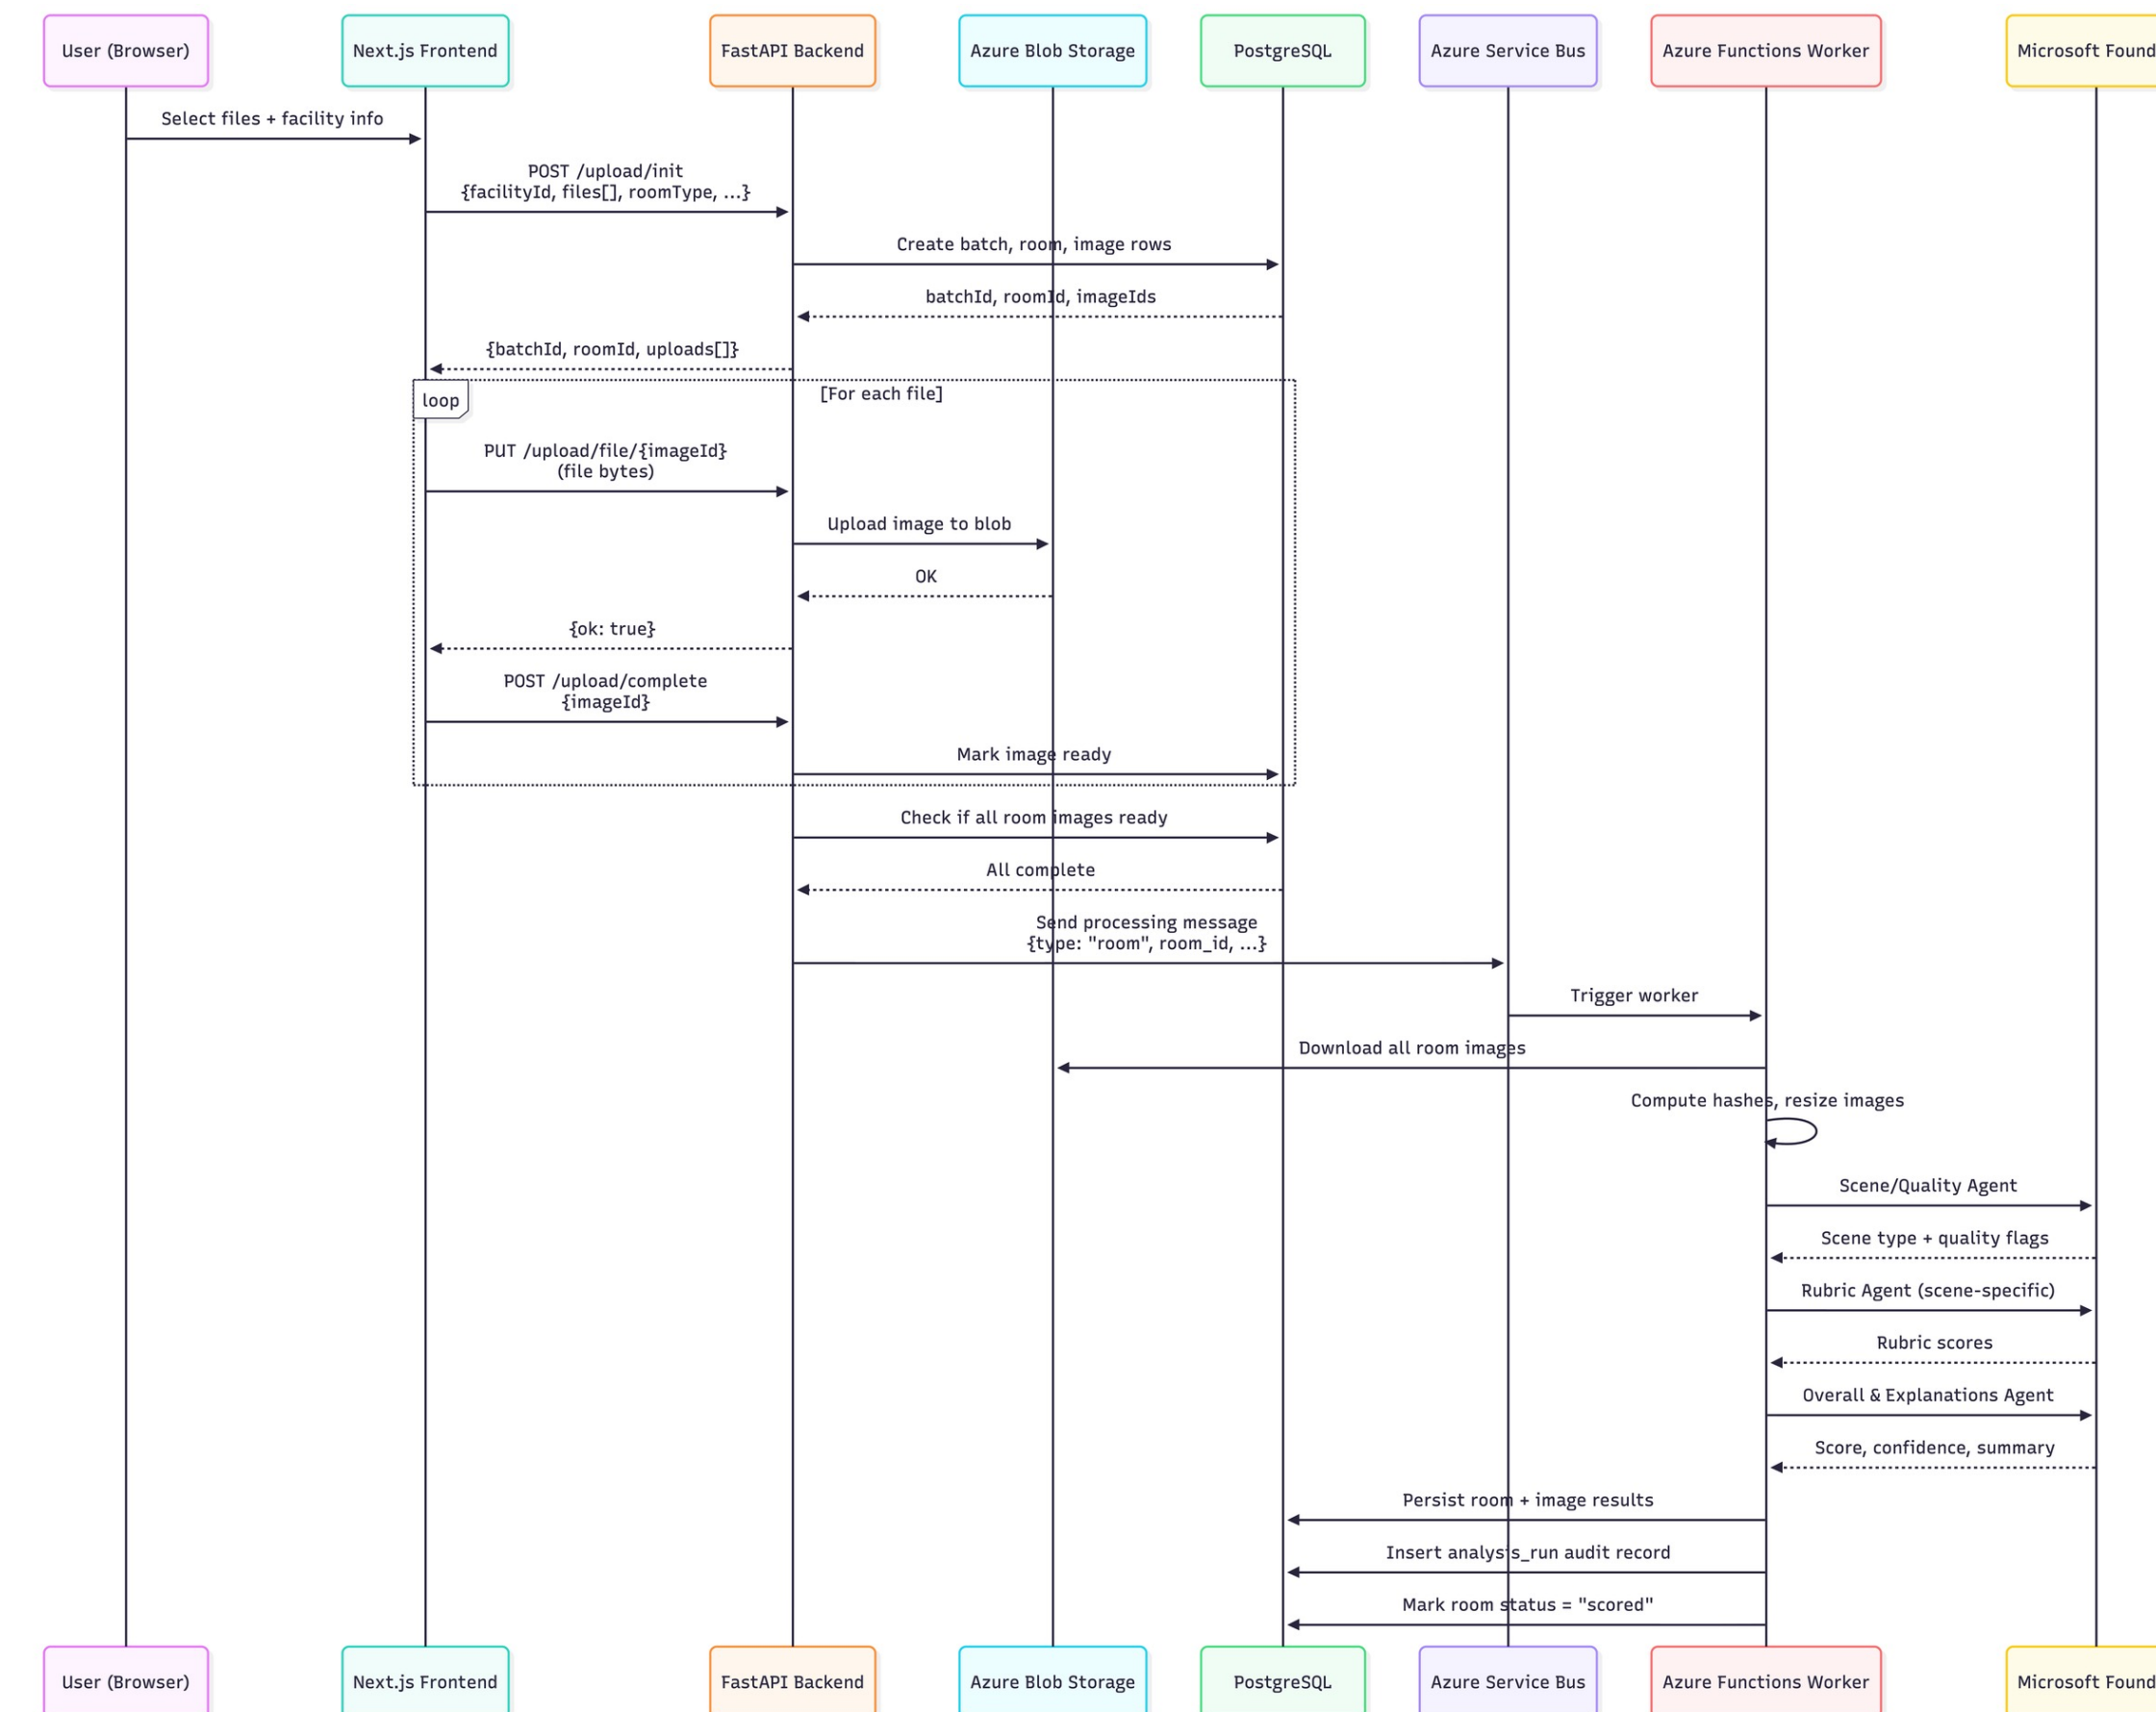 User (Browser)
Next.js Frontend
FastAPI Backend
Azure Blob Storage
PostgreSQL
Azure Service Bus
Azure Functions Worker
Microsoft Found
Select files + facility info
POST /upload/init
{facilityId, files[], roomType, ...}
Create batch, room, image rows
batchId, roomId, imageIds
{batchId, roomId, uploads[]}
loop
[For each file]
PUT /upload/file/{imageId}
(file bytes)
Upload image to blob
OK
{ok: true}
POST /upload/complete
{imageId}
Mark image ready
Check if all room images ready
All complete
Send processing message
{type: "room", room_id, ...}
Trigger worker
Download all room images
Compute hashes, resize images
Scene/Quality Agent
Scene type + quality flags
Rubric Agent (scene-specific)
Rubric scores
Overall & Explanations Agent
Score, confidence, summary
Persist room + image results
Insert analysis_run audit record
Mark room status = "scored"
User (Browser)
Next.js Frontend
FastAPI Backend
Azure Blob Storage
PostgreSQL
Azure Service Bus
Azure Functions Worker
Microsoft Found